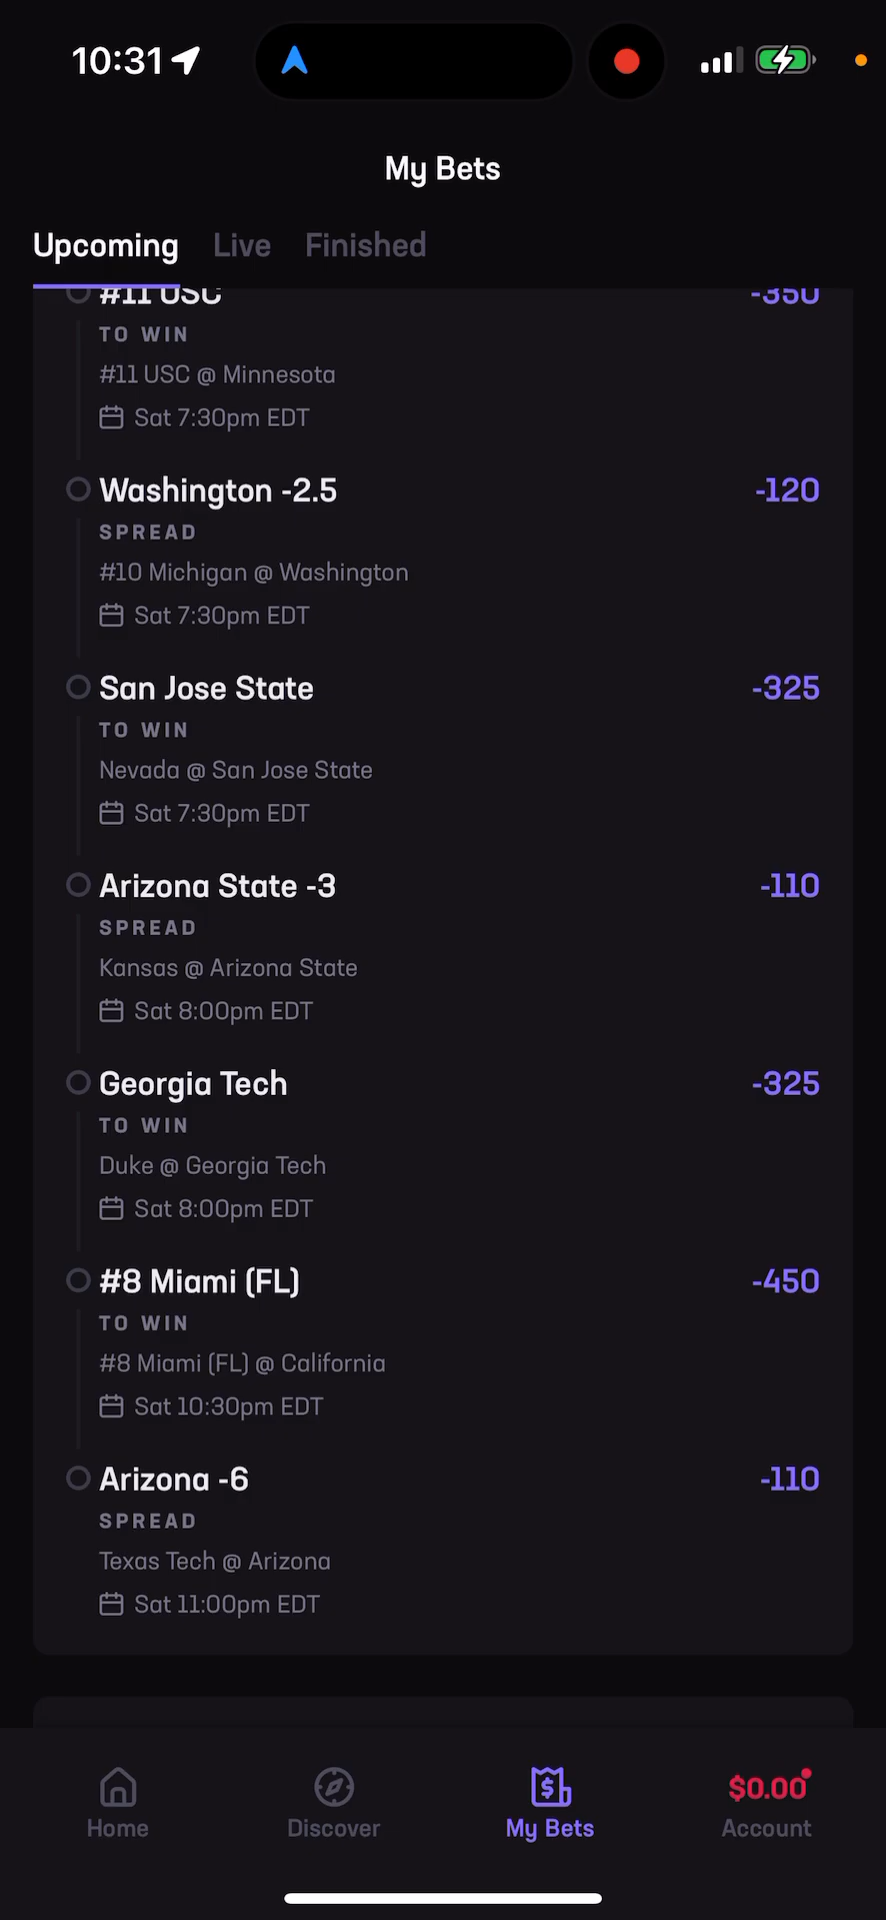 10:31
My Bets
Upcoming Live Finished
#11 USC -350
TO WIN
#11 USC @ Minnesota
Sat 7:30pm EDT
Washington -2.5 -120
SPREAD
#10 Michigan @ Washington
Sat 7:30pm EDT
San Jose State -325
TO WIN
Nevada @ San Jose State
Sat 7:30pm EDT
Arizona State -3 -110
SPREAD
Kansas @ Arizona State
Sat 8:00pm EDT
Georgia Tech -325
TO WIN
Duke @ Georgia Tech
Sat 8:00pm EDT
#8 Miami (FL) -450
TO WIN
#8 Miami (FL) @ California
Sat 10:30pm EDT
Arizona -6 -110
SPREAD
Texas Tech @ Arizona
Sat 11:00pm EDT
$0.00
Home Discover My Bets Account